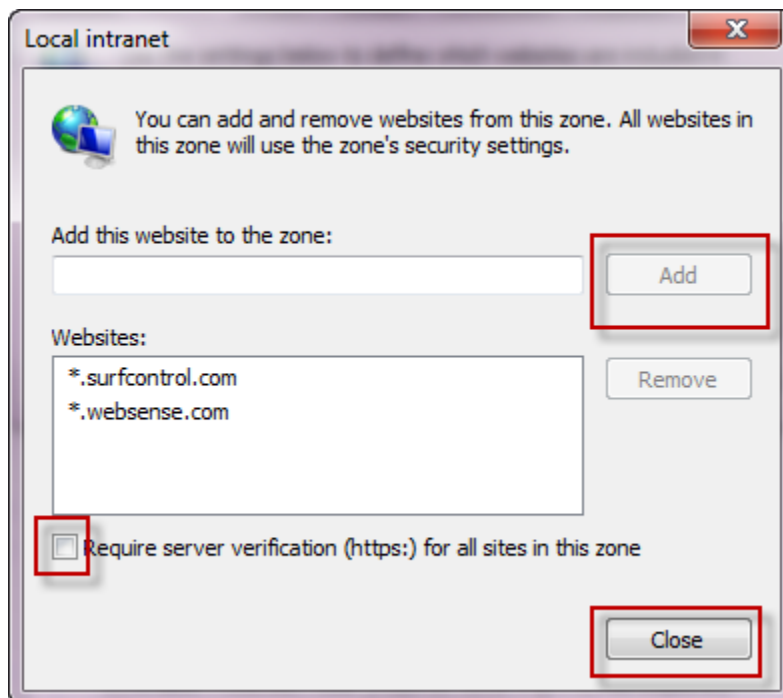 Local intranet
You can add and remove websites from this zone. All websites in
this zone will use the zone's security settings.
Add this website to the zone:
Add
Websites:
*.surfcontrol.com
*.websense.com
Remove
Require server verification (https:) for all sites in this zone
Close